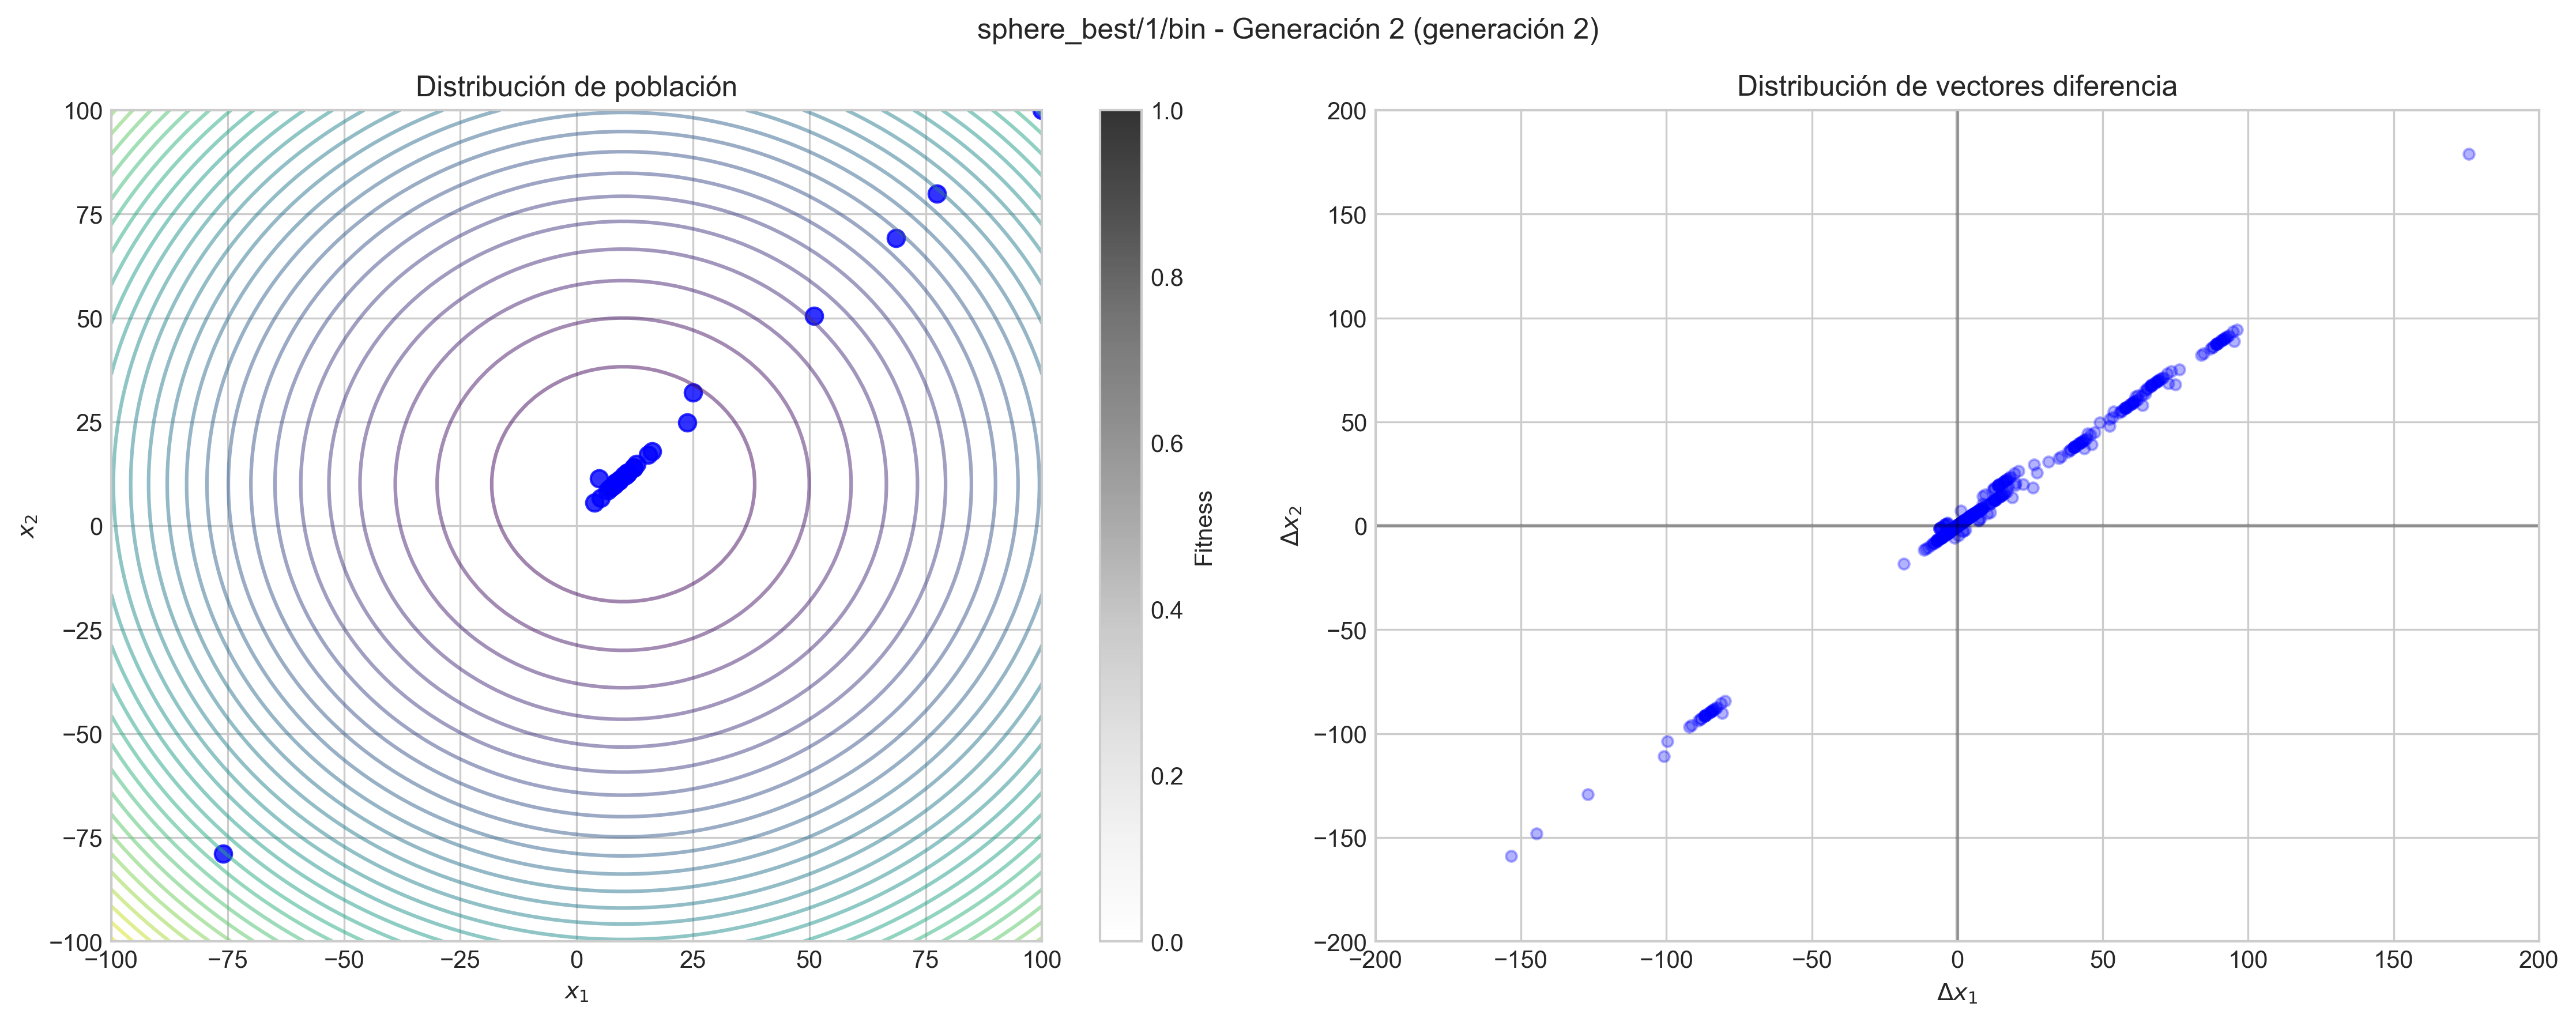 sphere_best/1/bin - Generación 2 (generación 2)
Distribución de población
100
75
50
25
0
−25
−50
−75
−100
x₂
−100 −75 −50 −25 0 25 50 75 100
x₁
1.0
0.8
0.6
0.4
0.2
0.0
Fitness
Distribución de vectores diferencia
200
150
100
50
0
−50
−100
−150
−200
Δx₂
−200 −150 −100 −50 0 50 100 150 200
Δx₁